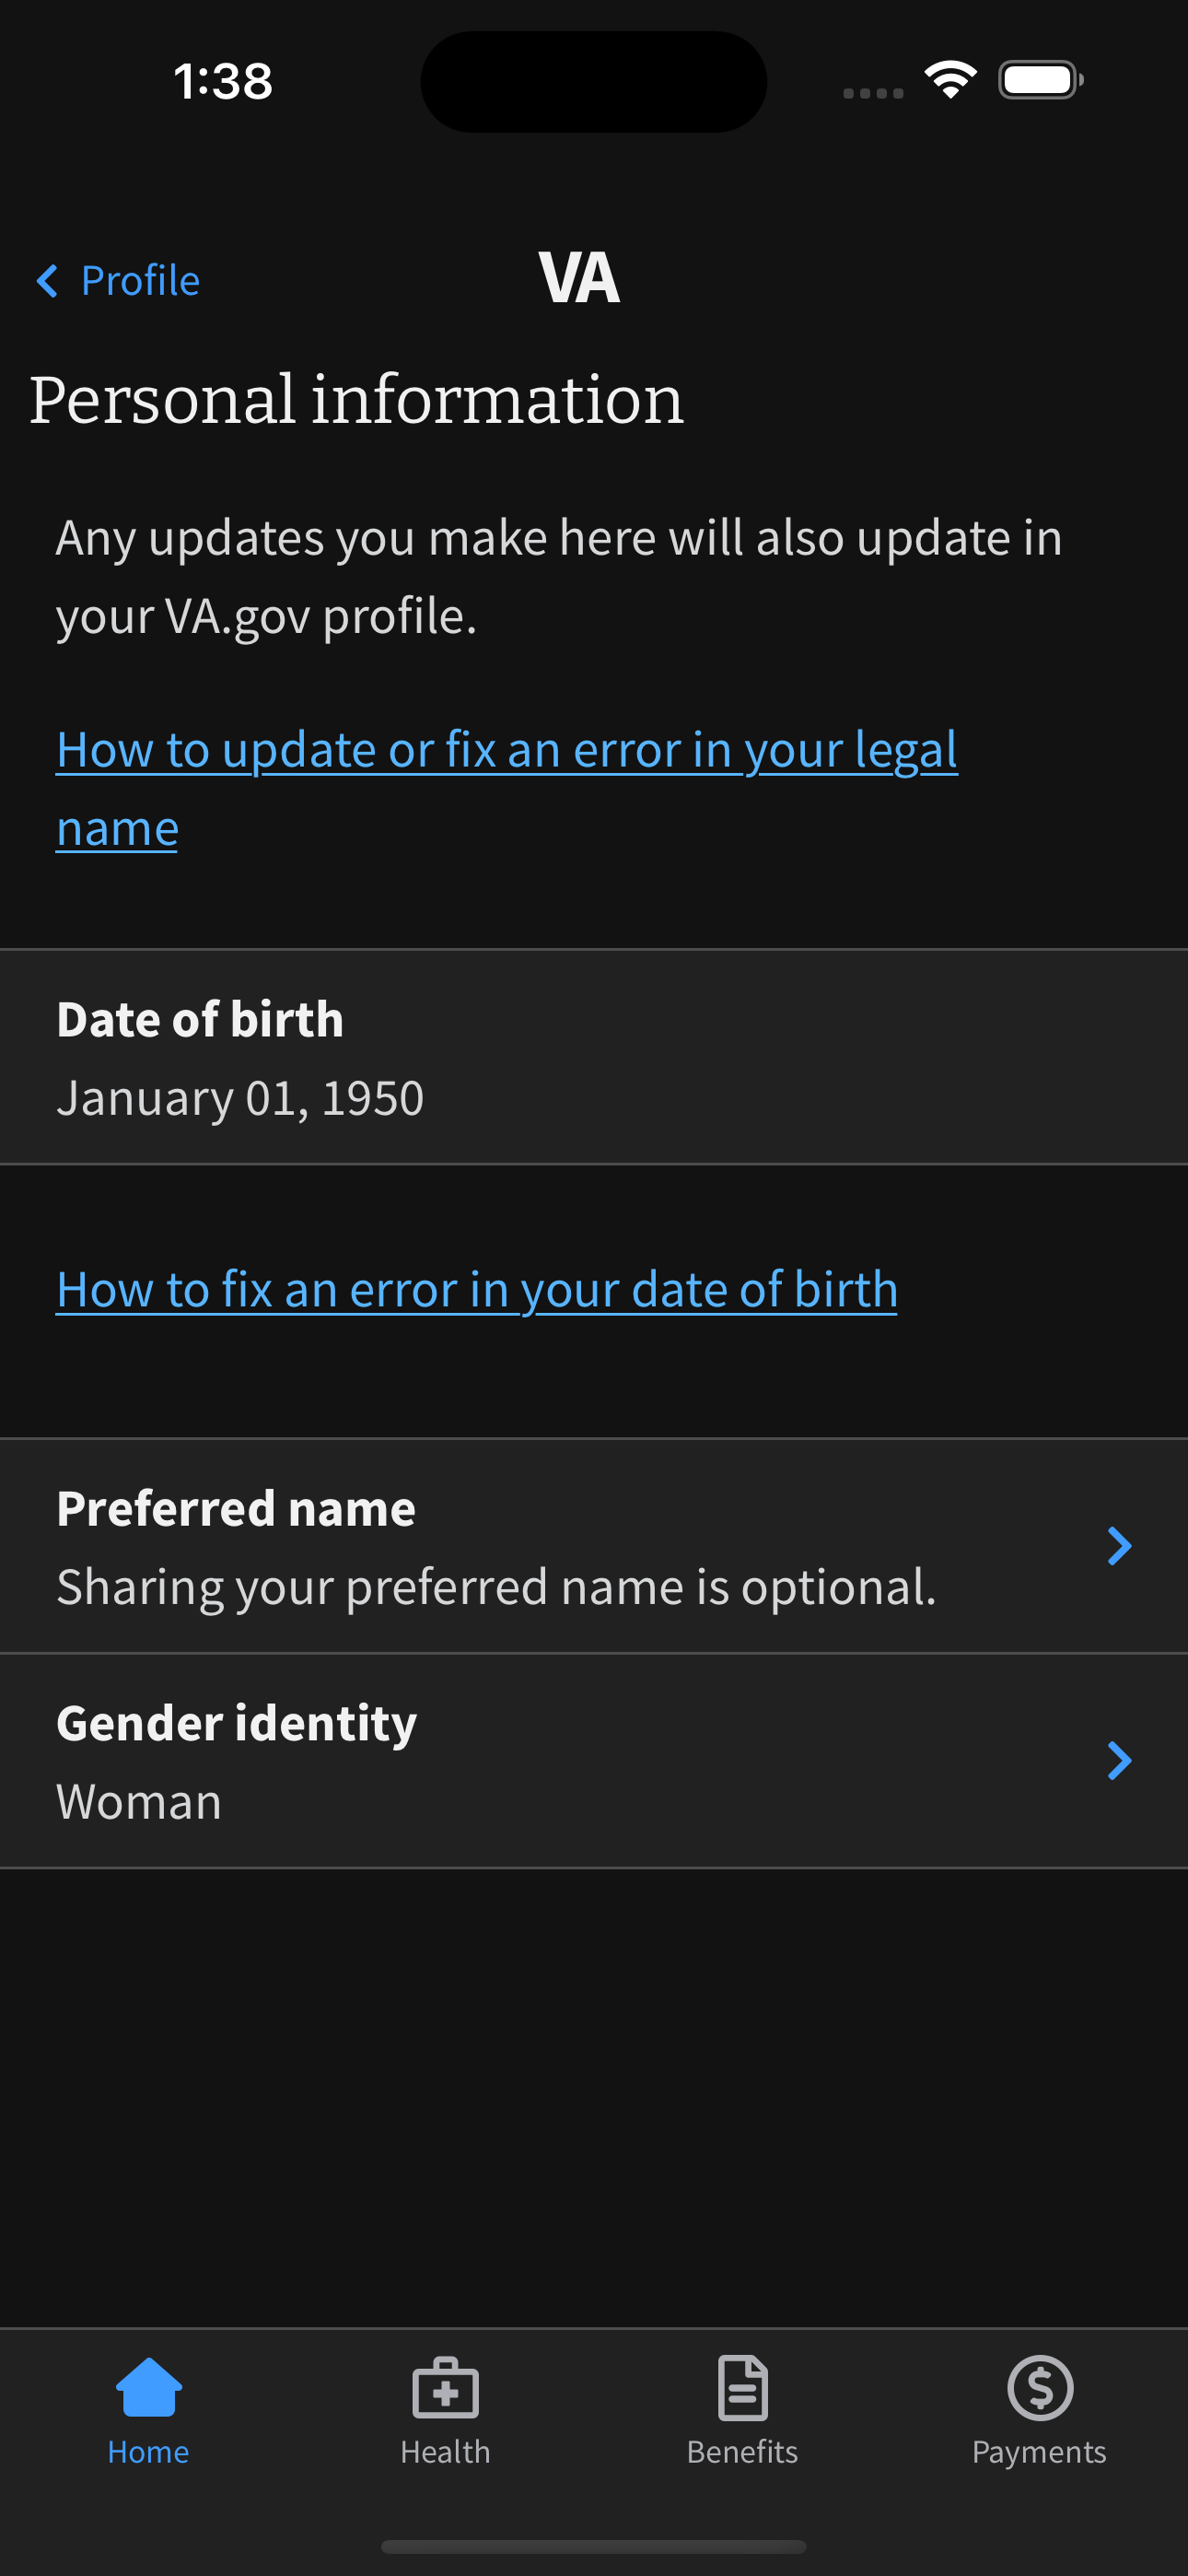 1:38
Profile
VA
Personal information
Any updates you make here will also update in
your VA.gov profile.
How to update or fix an error in your legal
name
Date of birth
January 01, 1950
How to fix an error in your date of birth
Preferred name
Sharing your preferred name is optional.
Gender identity
Woman
Home
Health
Benefits
Payments